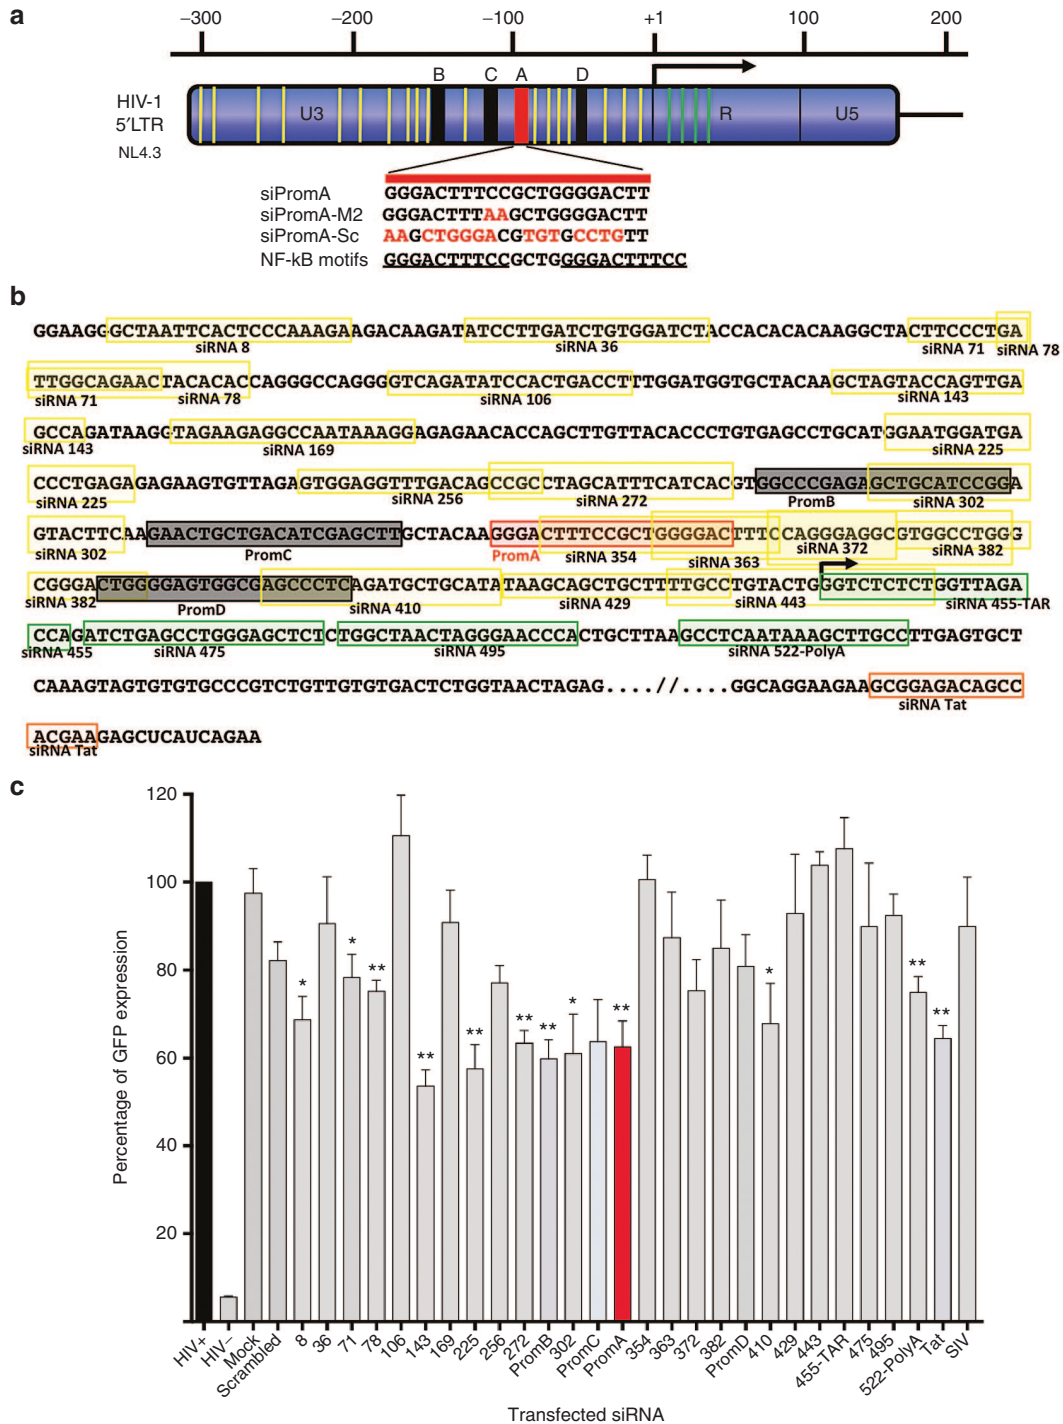 a
−300 −200 −100 +1 100 200
B C A D
HIV-1
5′LTR
NL4.3
U3 R U5
siPromA GGGACTTTCCGCTGGGGACTT
siPromA-M2 GGGACTTTAAGCTGGGGACTT
siPromA-Sc AAGCTGGGACGTGTGCCTGTT
NF-kB motifs GGGACTTTCCGCTGGGGACTTTCC
b
GGAAGGGCTAATTCACTCCCAAAGAAGACAAGATATCCTTGATCTGTGGATCTACCACACACAAGGCTACTTCCCTGA
siRNA 8 siRNA 36 siRNA 71 siRNA 78
TTGGCAGAACTACACACCAGGGCCAGGGGTCAGATATCCACTGACCTTTGGATGGTGCTACAAGCTAGTACCAGTTGA
siRNA 71 siRNA 78 siRNA 106 siRNA 143
GCCAGATAAGGTAGAAGAGGCCAATAAAGGAGAGAACACCAGCTTGTTACACCCTGTGAGCCTGCATGGAATGGATGA
siRNA 143 siRNA 169 siRNA 225
CCCTGAGAGAGAAGTGTTAGAGTGGAGGTTTGACAGCCGCCTAGCATTTCATCACGTGGCCCGAGAGCTGCATCCGGA
siRNA 225 siRNA 256 siRNA 272 PromB siRNA 302
GTACTTCAAGAACTGCTGACATCGAGCTTGCTACAAGGGACTTTCCGCTGGGGACTTTCCAGGGAGGCGTGGCCTGGG
siRNA 302 PromC PromA siRNA 354 siRNA 363 siRNA 372 siRNA 382
CGGGACTGGGGAGTGGCGAGCCCTCAGATGCTGCATATAAGCAGCTGCTTTTTGCCTGTACTGGGTCTCTCTGGTTAGA
siRNA 382 PromD siRNA 410 siRNA 429 siRNA 443 siRNA 455-TAR
CCAGATCTGAGCCTGGGAGCTCTCTGGCTAACTAGGGAACCCACTGCTTAAGCCTCAATAAAGCTTGCCTTGAGTGCT
siRNA 455 siRNA 475 siRNA 495 siRNA 522-PolyA
CAAAGTAGTGTGTGCCCGTCTGTTGTGTGACTCTGGTAACTAGAG....//....GGCAGGAAGAAGCGGAGACAGCC
siRNA Tat
ACGAAGAGCUCAUCAGAA
siRNA Tat
c
Percentage of GFP expression
120
100
80
60
40
20
* * ** ** ** ** ** * ** * ** **
HIV+ HIV− Mock Scrambled 8 36 71 78 106 143 169 225 256 272 PromB 302 PromC PromA 354 363 372 382 PromD 410 429 443 455-TAR 475 495 522-PolyA Tat SIV
Transfected siRNA